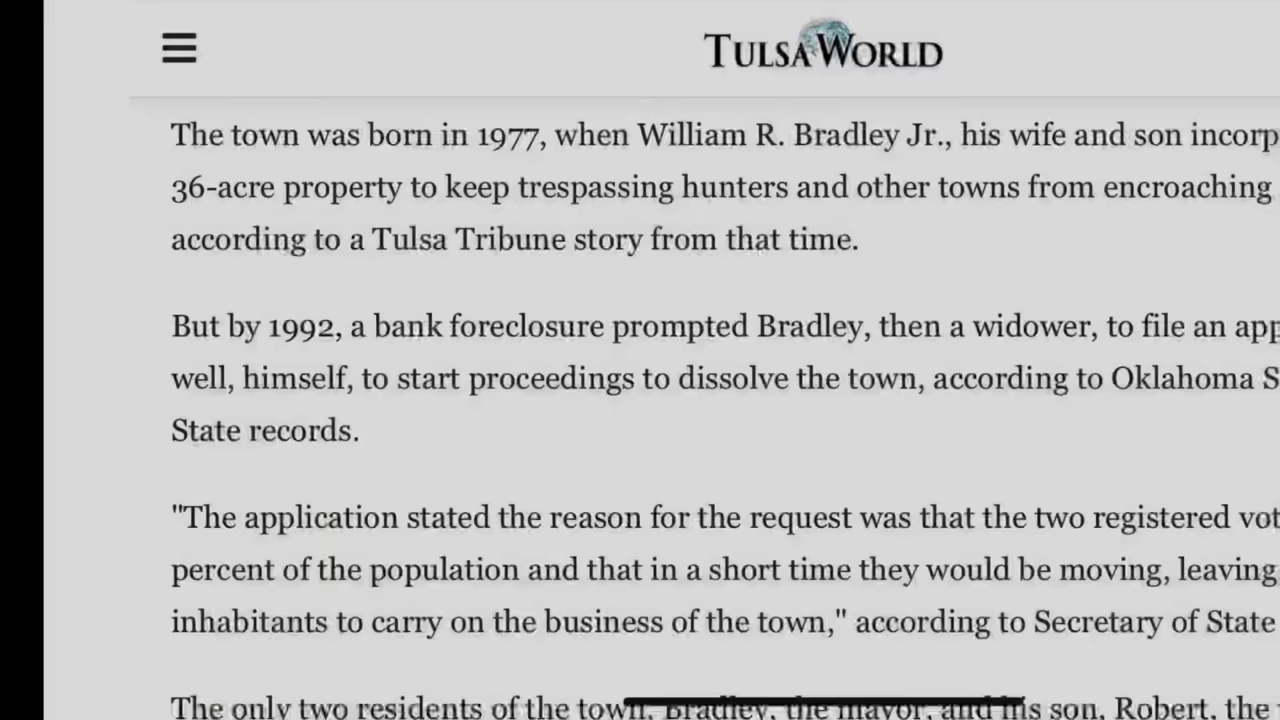 TULSA WORLD
The town was born in 1977, when William R. Bradley Jr., his wife and son incorp
36-acre property to keep trespassing hunters and other towns from encroaching
according to a Tulsa Tribune story from that time.
But by 1992, a bank foreclosure prompted Bradley, then a widower, to file an app
well, himself, to start proceedings to dissolve the town, according to Oklahoma S
State records.
"The application stated the reason for the request was that the two registered vot
percent of the population and that in a short time they would be moving, leaving
inhabitants to carry on the business of the town," according to Secretary of State
The only two residents of the town, Bradley, the mayor, and his son, Robert, the